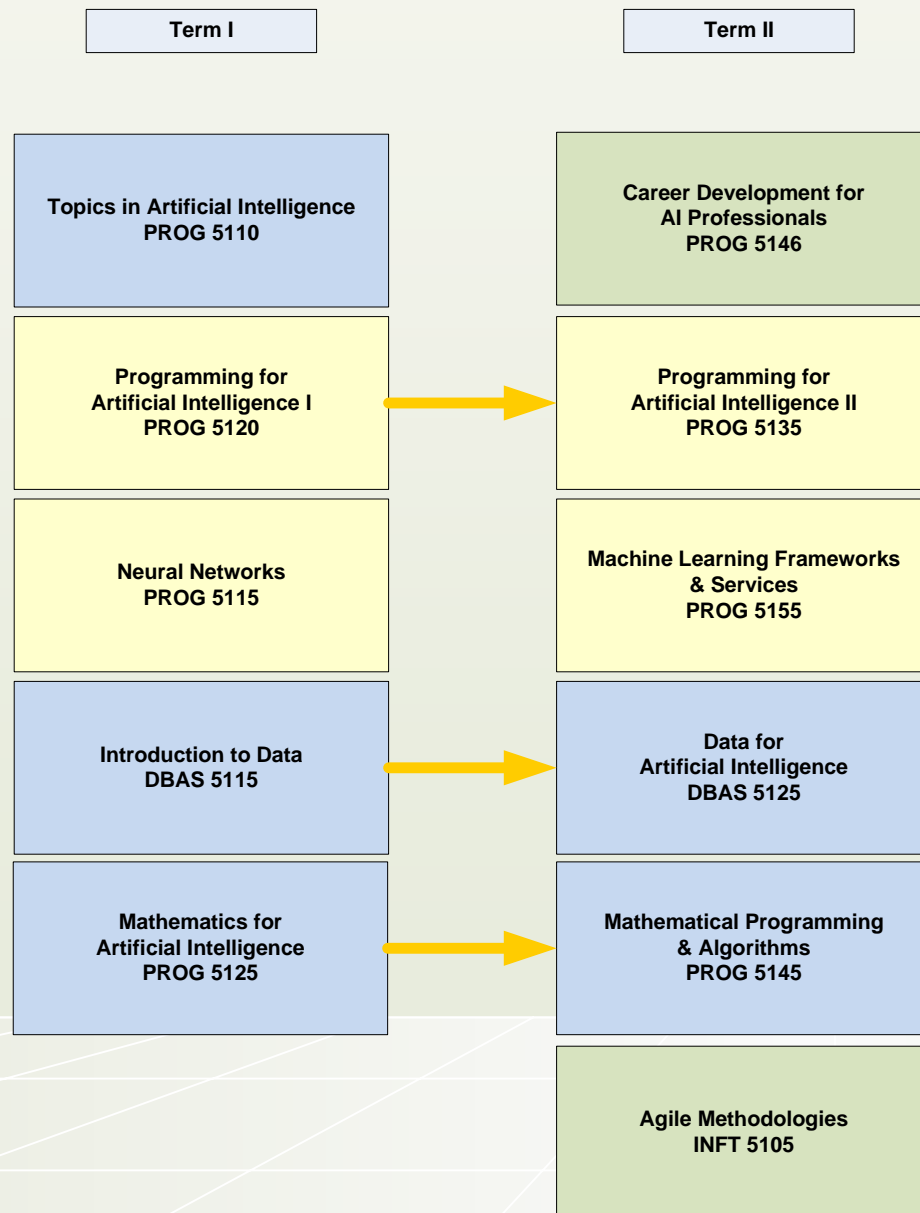 Term I
Term II
Topics in Artificial Intelligence
PROG 5110
Career Development for
AI Professionals
PROG 5146
Programming for
Artificial Intelligence I
PROG 5120
Programming for
Artificial Intelligence II
PROG 5135
Neural Networks
PROG 5115
Machine Learning Frameworks
& Services
PROG 5155
Introduction to Data
DBAS 5115
Data for
Artificial Intelligence
DBAS 5125
Mathematics for
Artificial Intelligence
PROG 5125
Mathematical Programming
& Algorithms
PROG 5145
Agile Methodologies
INFT 5105